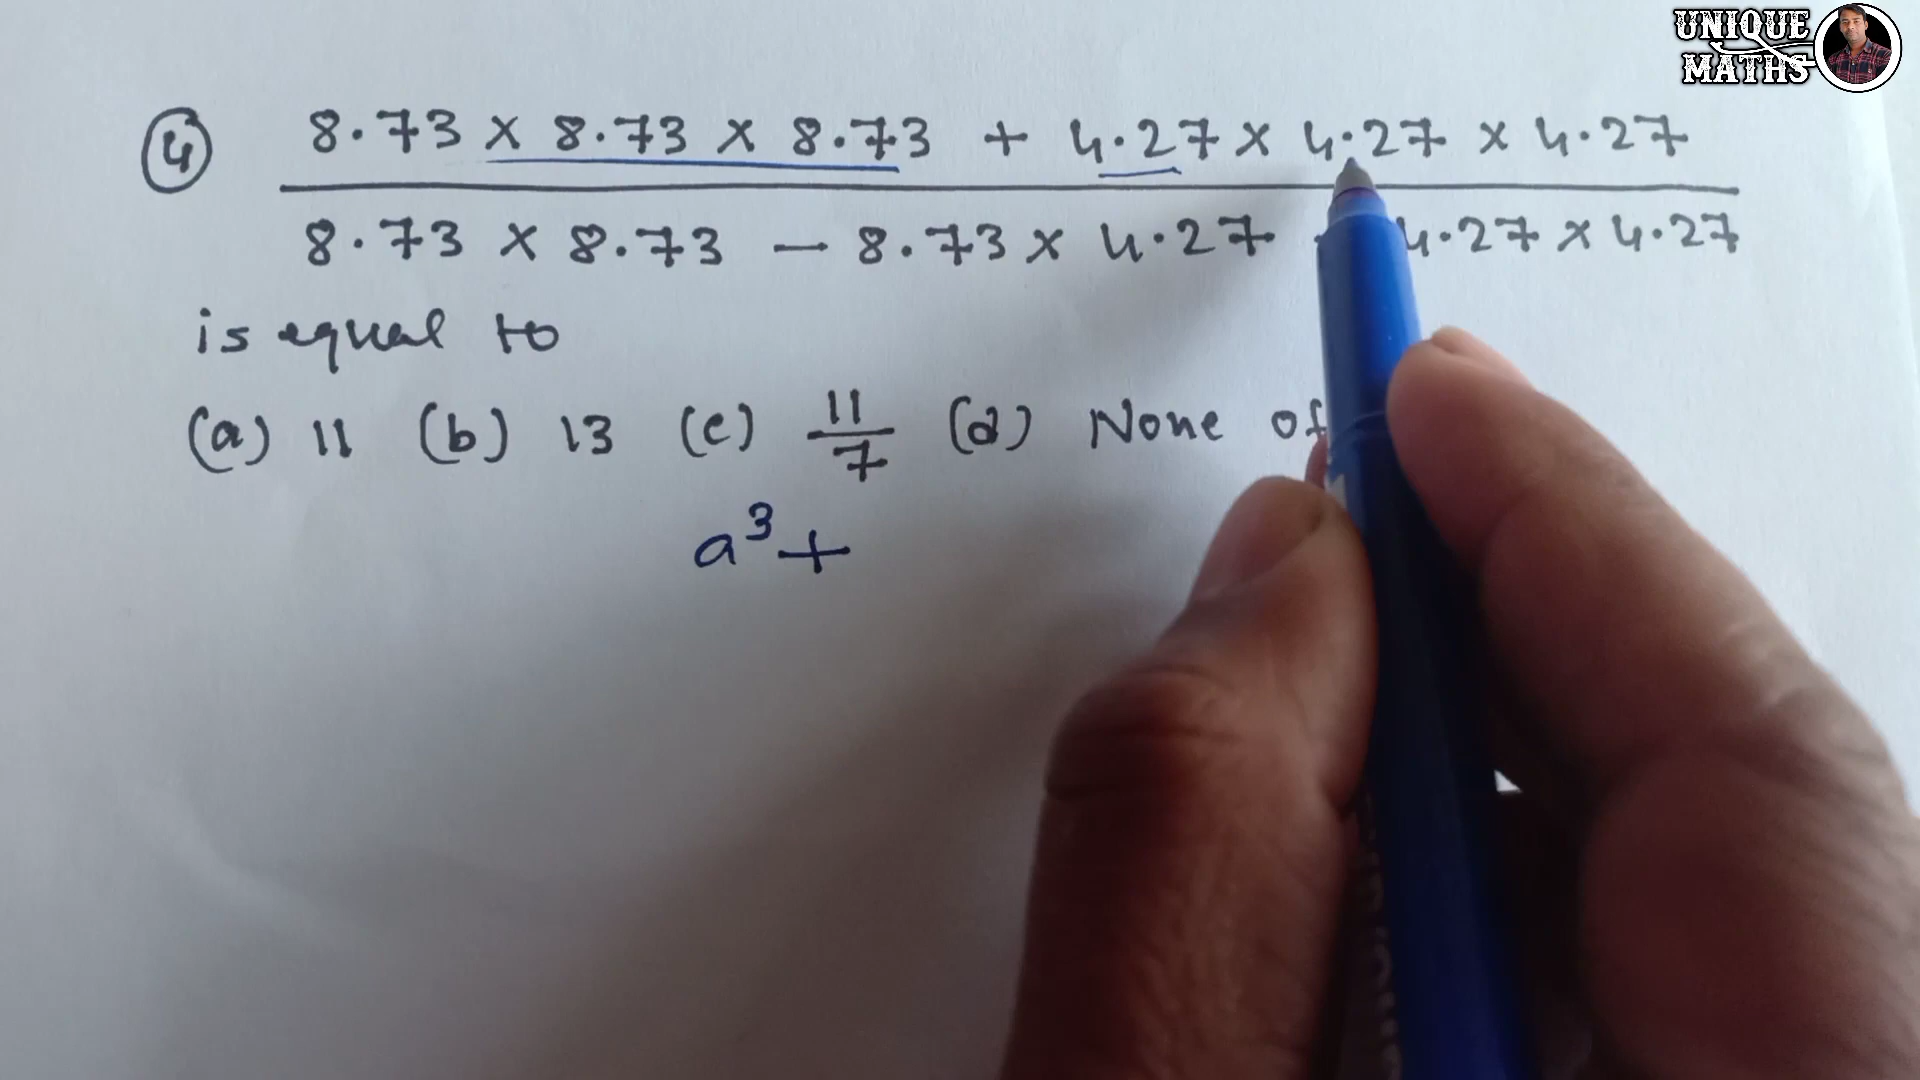 UNIQUE
MATHS
4 8.73 × 8.73 × 8.73 + 4.27 × 4.27 × 4.27
8.73 × 8.73 — 8.73 × 4.27 4.27 × 4.27
is equal to
(a) 11 (b) 13 (c) 11/7 (d) None of
a³ +